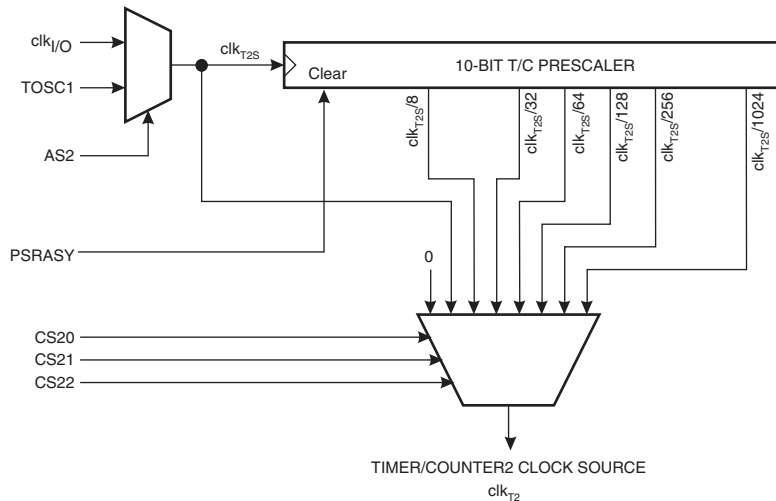 clkI/O
clkT2S
10-BIT T/C PRESCALER
Clear
TOSC1
clkT2S/8
clkT2S/32
clkT2S/64
clkT2S/128
clkT2S/256
clkT2S/1024
AS2
PSRASY
0
CS20
CS21
CS22
TIMER/COUNTER2 CLOCK SOURCE
clkT2